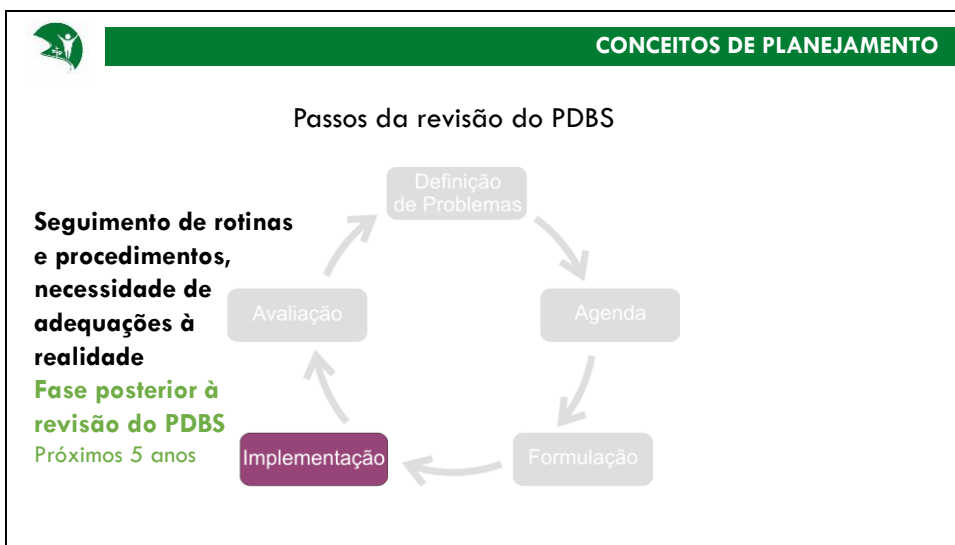 CONCEITOS DE PLANEJAMENTO
Passos da revisão do PDBS
Definição
de Problemas
Seguimento de rotinas
e procedimentos,
necessidade de
adequações à
realidade
Fase posterior à
revisão do PDBS
Próximos 5 anos
Avaliação
Agenda
Implementação
Formulação